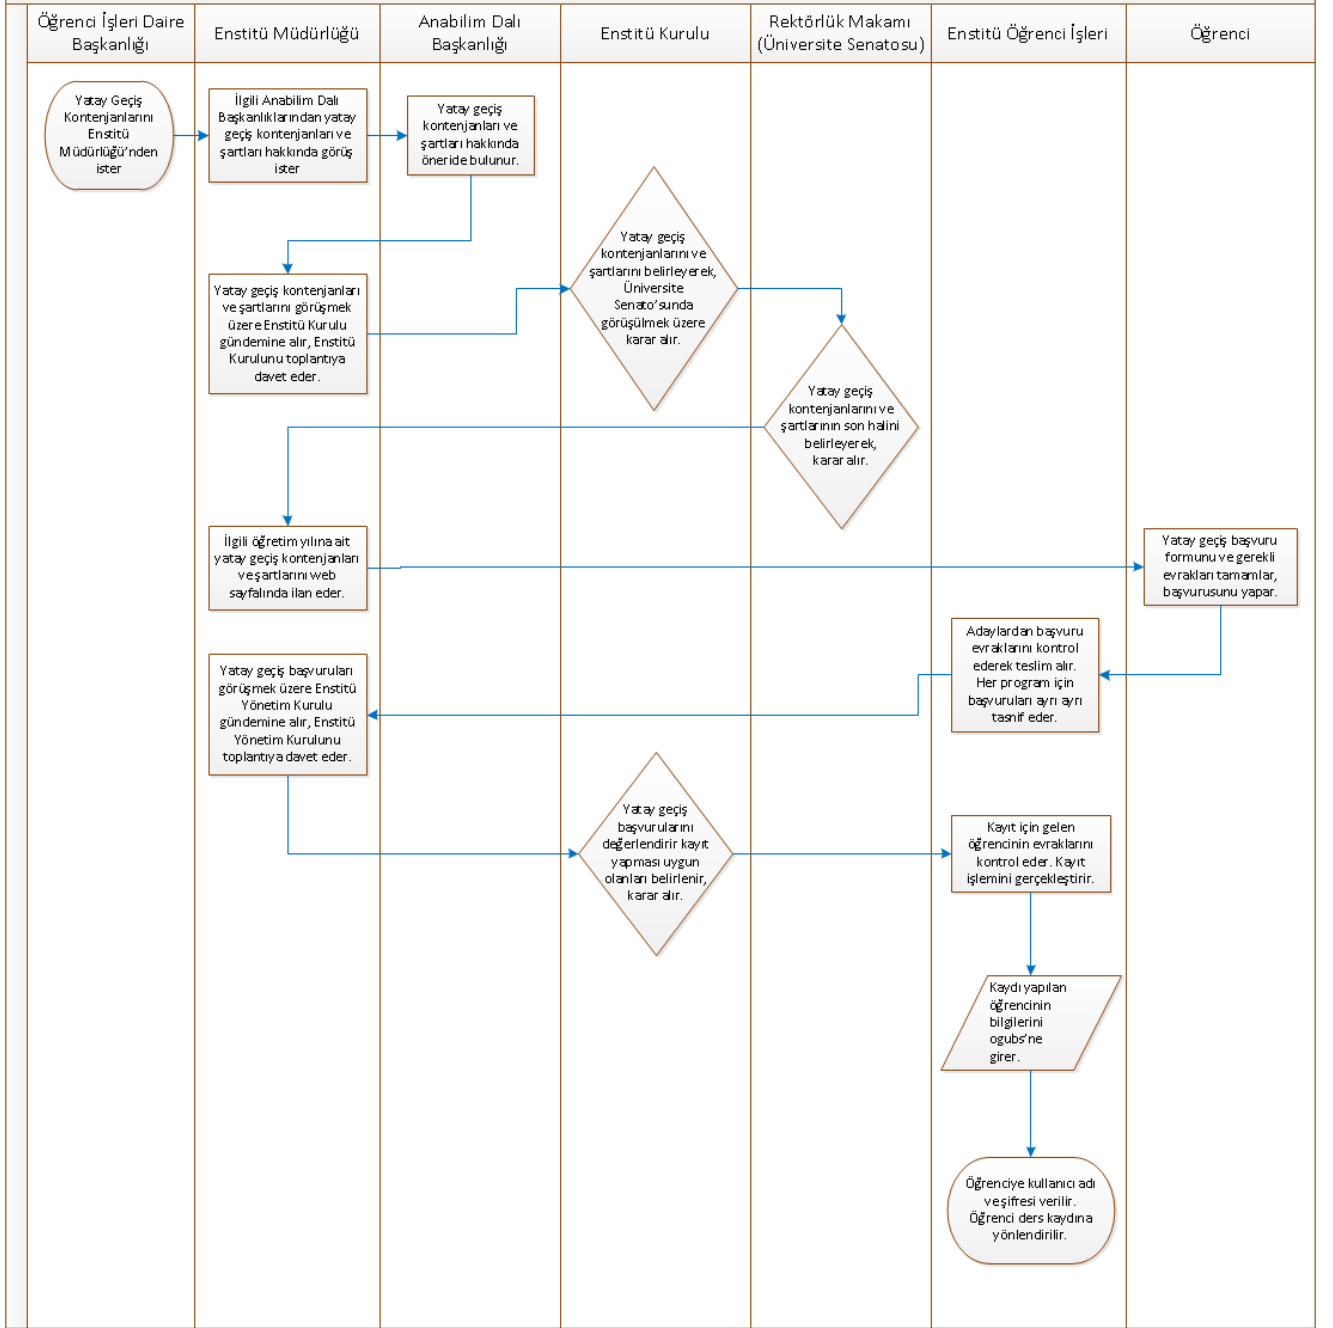 Öğrenci İşleri Daire
Başkanlığı
Enstitü Müdürlüğü
Anabilim Dalı
Başkanlığı
Enstitü Kurulu
Rektörlük Makamı
(Üniversite Senatosu)
Enstitü Öğrenci İşleri
Öğrenci
Yatay Geçiş
Kontenjanlarını
Enstitü
Müdürlüğü'nden
ister
İlgili Anabilim Dalı
Başkanlıklarından yatay
geçiş kontenjanları ve
şartları hakkında görüş
ister
Yatay geçiş
kontenjanları ve
şartları hakkında
öneride bulunur.
Yatay geçiş kontenjanları
ve şartlarını görüşmek
üzere Enstitü Kurulu
gündemine alır, Enstitü
Kurulunu toplantıya
davet eder.
Yatay geçiş
kontenjanlarını ve
şartlarını belirleyerek,
Üniversite
Senato'sunda
görüşülmek üzere
karar alır.
Yatay geçiş
kontenjanlarını ve
şartlarının son halini
belirleyerek,
karar alır.
İlgili öğretim yılına ait
yatay geçiş kontenjanları
ve şartlarını web
sayfalında ilan eder.
Yatay geçiş başvuru
formunu ve gerekli
evrakları tamamlar,
başvurusunu yapar.
Adaylardan başvuru
evraklarını kontrol
ederek teslim alır.
Her program için
başvuruları ayrı ayrı
tasnif eder.
Yatay geçiş başvuruları
görüşmek üzere Enstitü
Yönetim Kurulu
gündemine alır, Enstitü
Yönetim Kurulunu
toplantıya davet eder.
Yatay geçiş
başvurularını
değerlendirir kayıt
yapması uygun
olanları belirlenir,
karar alır.
Kayıt için gelen
öğrencinin evraklarını
kontrol eder. Kayıt
işlemini gerçekleştirir.
Kaydı yapılan
öğrencinin
bilgilerini
ogubs'ne
girer.
Öğrenciye kullanıcı adı
ve şifresi verilir.
Öğrenci ders kaydına
yönlendirilir.